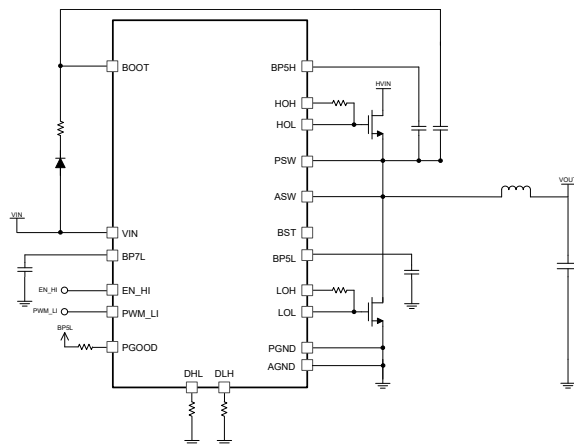 BOOT
BP5H
HVIN
HOH
HOL
PSW
ASW
VOUT
VIN
VIN
BST
BP7L
BP5L
EN_HI
EN_HI
LOH
PWM_LI
PWM_LI
LOL
BP5L
PGOOD
PGND
AGND
DHL
DLH